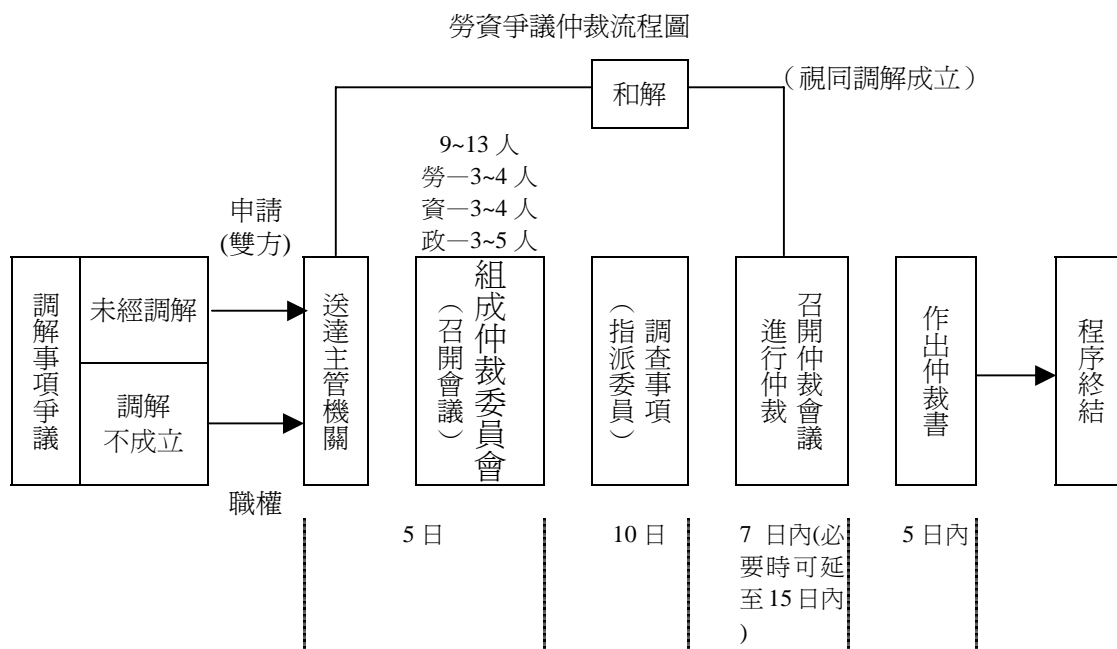 勞資爭議仲裁流程圖
和解
（視同調解成立）
9~13 人
勞—3~4 人
資—3~4 人
政—3~5 人
申請
(雙方)
調解事項爭議
未經調解
調解
不成立
職權
送達主管機關
組成仲裁委員會
（召開會議）
調查事項
（指派委員）
召開仲裁會議
進行仲裁
作出仲裁書
程序終結
5 日
10 日
7 日內(必
要時可延
至 15 日內
)
5 日內